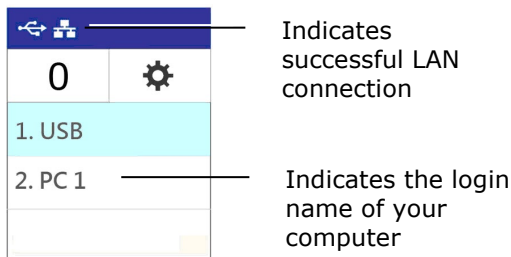 Indicates
successful LAN
connection
0
1. USB
2. PC 1
Indicates the login
name of your
computer